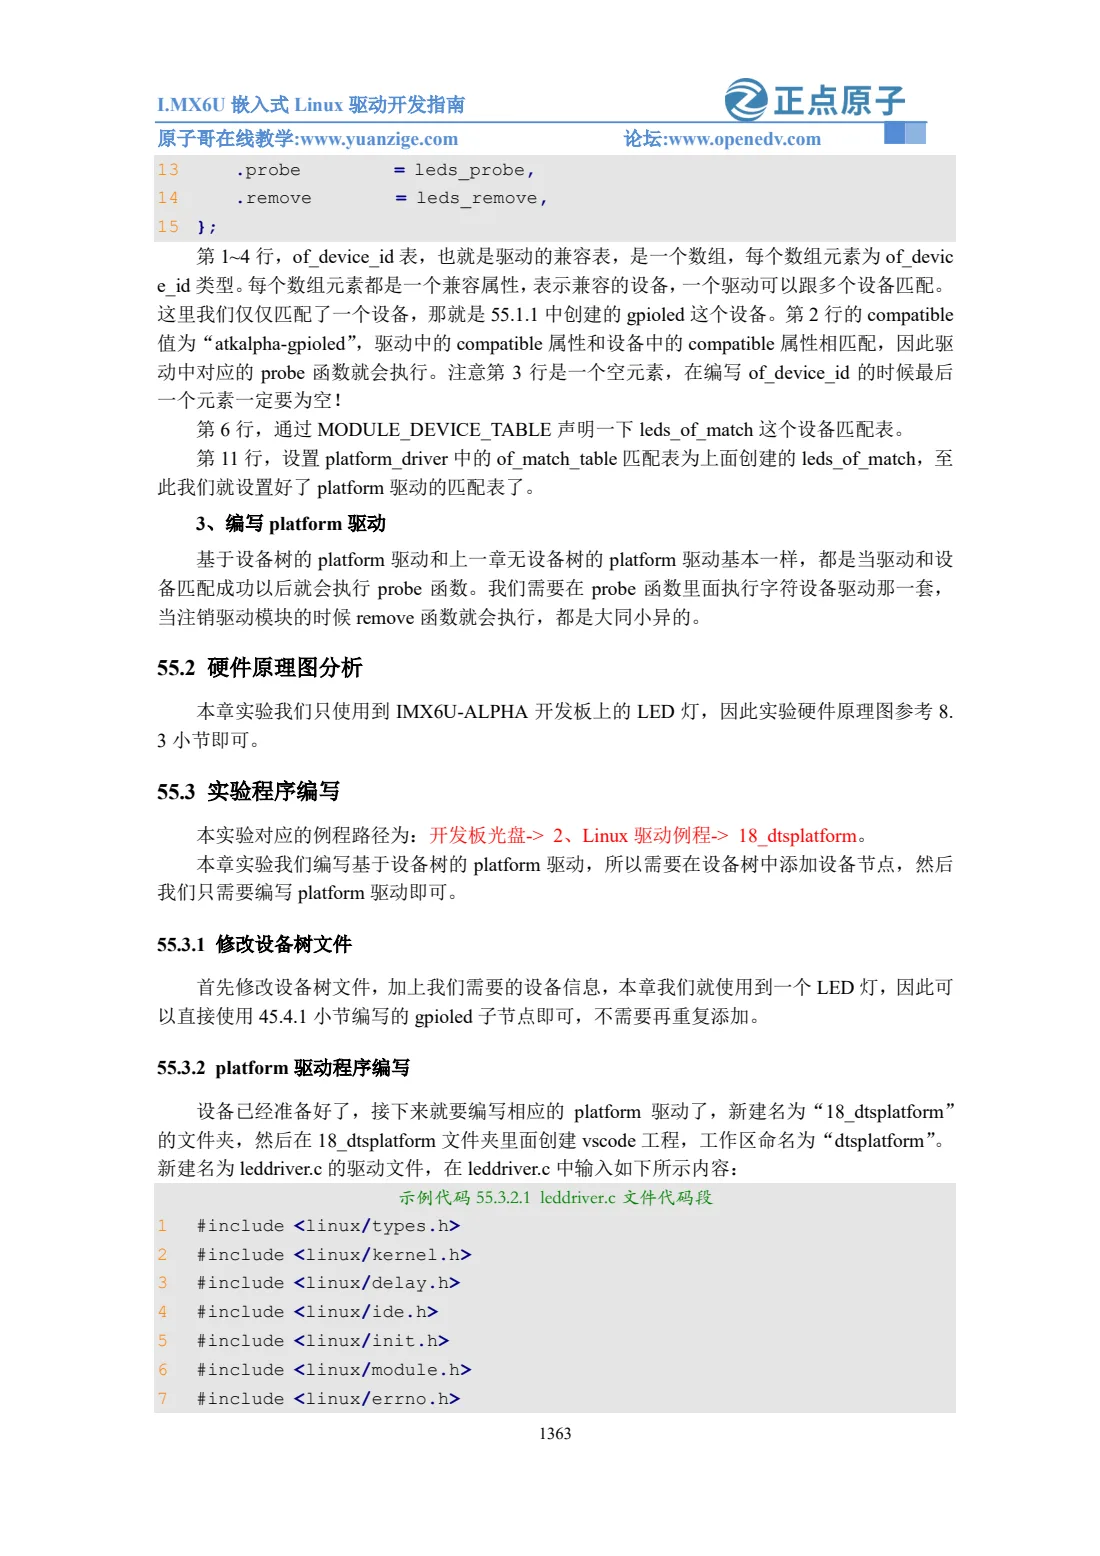 I.MX6U 嵌入式 Linux 驱动开发指南
正点原子
原子哥在线教学:www.yuanzige.com 论坛:www.openedv.com
13 .probe = leds_probe,
14 .remove = leds_remove,
15 };
第 1~4 行，of_device_id 表，也就是驱动的兼容表，是一个数组，每个数组元素为 of_devic
e_id 类型。每个数组元素都是一个兼容属性，表示兼容的设备，一个驱动可以跟多个设备匹配。
这里我们仅仅匹配了一个设备，那就是 55.1.1 中创建的 gpioled 这个设备。第 2 行的 compatible
值为“atkalpha-gpioled”，驱动中的 compatible 属性和设备中的 compatible 属性相匹配，因此驱
动中对应的 probe 函数就会执行。注意第 3 行是一个空元素，在编写 of_device_id 的时候最后
一个元素一定要为空！
第 6 行，通过 MODULE_DEVICE_TABLE 声明一下 leds_of_match 这个设备匹配表。
第 11 行，设置 platform_driver 中的 of_match_table 匹配表为上面创建的 leds_of_match，至
此我们就设置好了 platform 驱动的匹配表了。
3、编写 platform 驱动
基于设备树的 platform 驱动和上一章无设备树的 platform 驱动基本一样，都是当驱动和设
备匹配成功以后就会执行 probe 函数。我们需要在 probe 函数里面执行字符设备驱动那一套，
当注销驱动模块的时候 remove 函数就会执行，都是大同小异的。
55.2 硬件原理图分析
本章实验我们只使用到 IMX6U-ALPHA 开发板上的 LED 灯，因此实验硬件原理图参考 8.
3 小节即可。
55.3 实验程序编写
本实验对应的例程路径为：开发板光盘-> 2、Linux 驱动例程-> 18_dtsplatform。
本章实验我们编写基于设备树的 platform 驱动，所以需要在设备树中添加设备节点，然后
我们只需要编写 platform 驱动即可。
55.3.1 修改设备树文件
首先修改设备树文件，加上我们需要的设备信息，本章我们就使用到一个 LED 灯，因此可
以直接使用 45.4.1 小节编写的 gpioled 子节点即可，不需要再重复添加。
55.3.2 platform 驱动程序编写
设备已经准备好了，接下来就要编写相应的 platform 驱动了，新建名为“18_dtsplatform”
的文件夹，然后在 18_dtsplatform 文件夹里面创建 vscode 工程，工作区命名为“dtsplatform”。
新建名为 leddriver.c 的驱动文件，在 leddriver.c 中输入如下所示内容：
示例代码 55.3.2.1 leddriver.c 文件代码段
1 #include <linux/types.h>
2 #include <linux/kernel.h>
3 #include <linux/delay.h>
4 #include <linux/ide.h>
5 #include <linux/init.h>
6 #include <linux/module.h>
7 #include <linux/errno.h>
1363